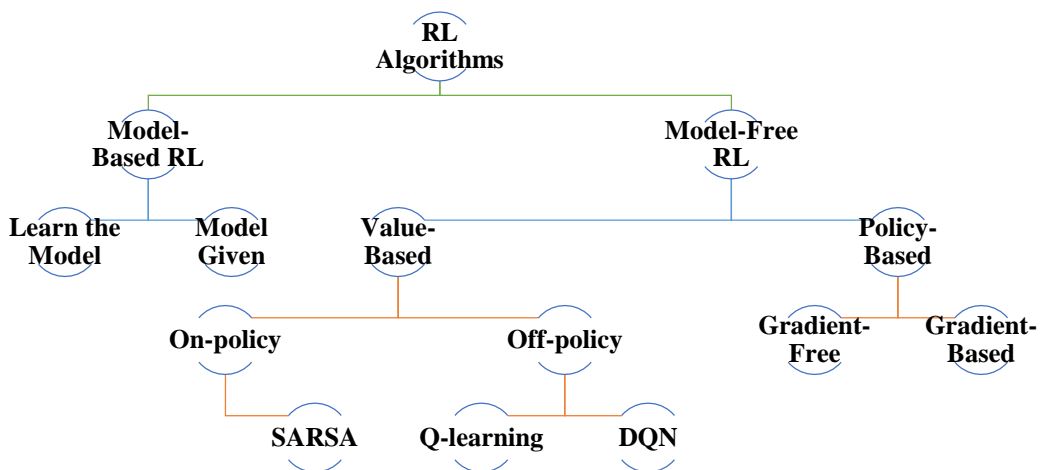 RL
Algorithms
Model-
Based RL
Model-Free
RL
Learn the
Model
Model
Given
Value-
Based
Policy-
Based
On-policy
Off-policy
Gradient-
Free
Gradient-
Based
SARSA
Q-learning
DQN